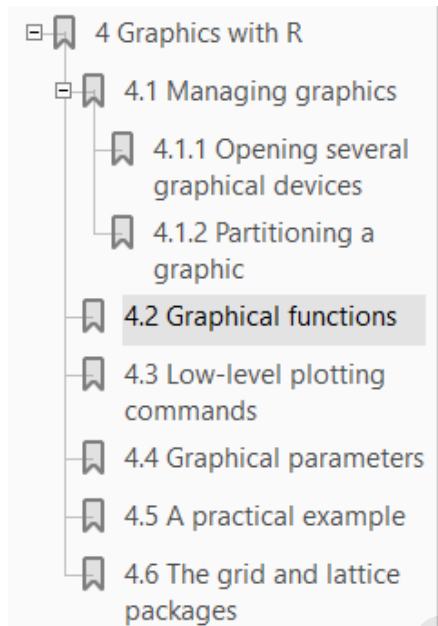 4 Graphics with R
4.1 Managing graphics
4.1.1 Opening several
graphical devices
4.1.2 Partitioning a
graphic
4.2 Graphical functions
4.3 Low-level plotting
commands
4.4 Graphical parameters
4.5 A practical example
4.6 The grid and lattice
packages